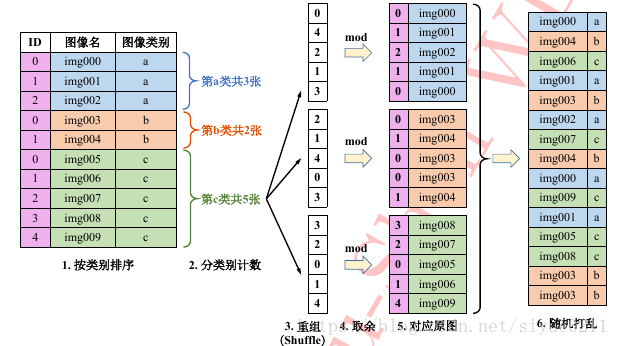 ID 图像名 图像类别
0 img000 a
1 img001 a
2 img002 a
0 img003 b
1 img004 b
0 img005 c
1 img006 c
2 img007 c
3 img008 c
4 img009 c
1. 按类别排序
第a类共3张
第b类共2张
第c类共5张
2. 分类别计数
0
4
2
1
3
2
1
4
0
3
3
2
0
1
4
3. 重组
(Shuffle)
mod
mod
mod
4. 取余
0 img000
1 img001
2 img002
1 img001
0 img000
0 img003
1 img004
0 img003
0 img003
1 img004
3 img008
2 img007
0 img005
1 img006
4 img009
5. 对应原图
img000 a
img004 b
img006 c
img001 a
img003 b
img002 a
img007 c
img004 b
img000 a
img009 c
img001 a
img005 c
img008 c
img003 b
img003 b
6. 随机打乱